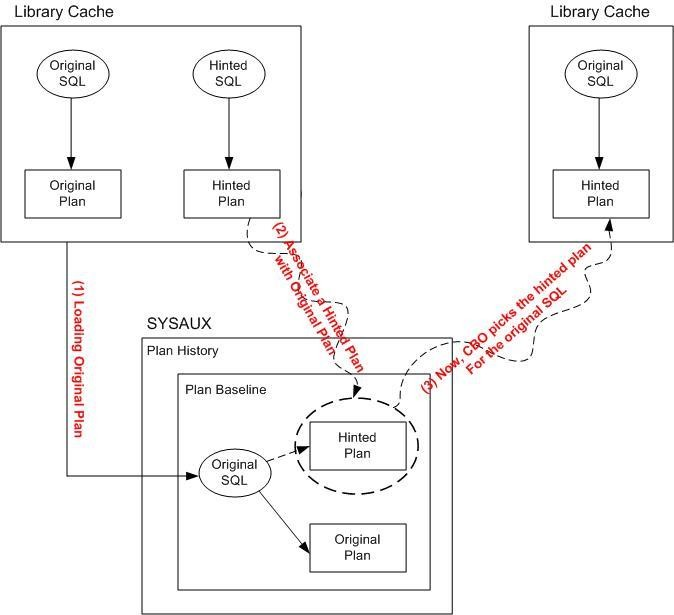 Library Cache
Library Cache
Original
SQL
Hinted
SQL
Original
SQL
Original
Plan
Hinted
Plan
Hinted
Plan
(1) Loading Original Plan
(2) Associate a Hinted Plan
with Original Plan
(3) Now, CBO picks the hinted plan
For the original SQL
SYSAUX
Plan History
Plan Baseline
Hinted
Plan
Original
SQL
Original
Plan